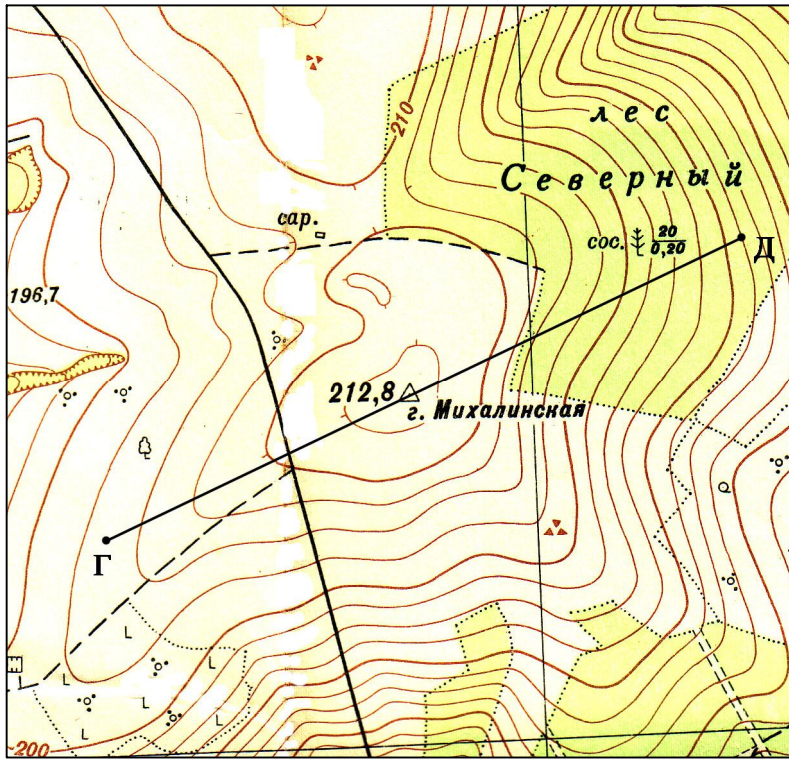 210
лес
Северный
сар.
сос. 20
0,20
Д
196,7
212,8
г. Михалинская
Г
L
L
L
L
L
L
L
200